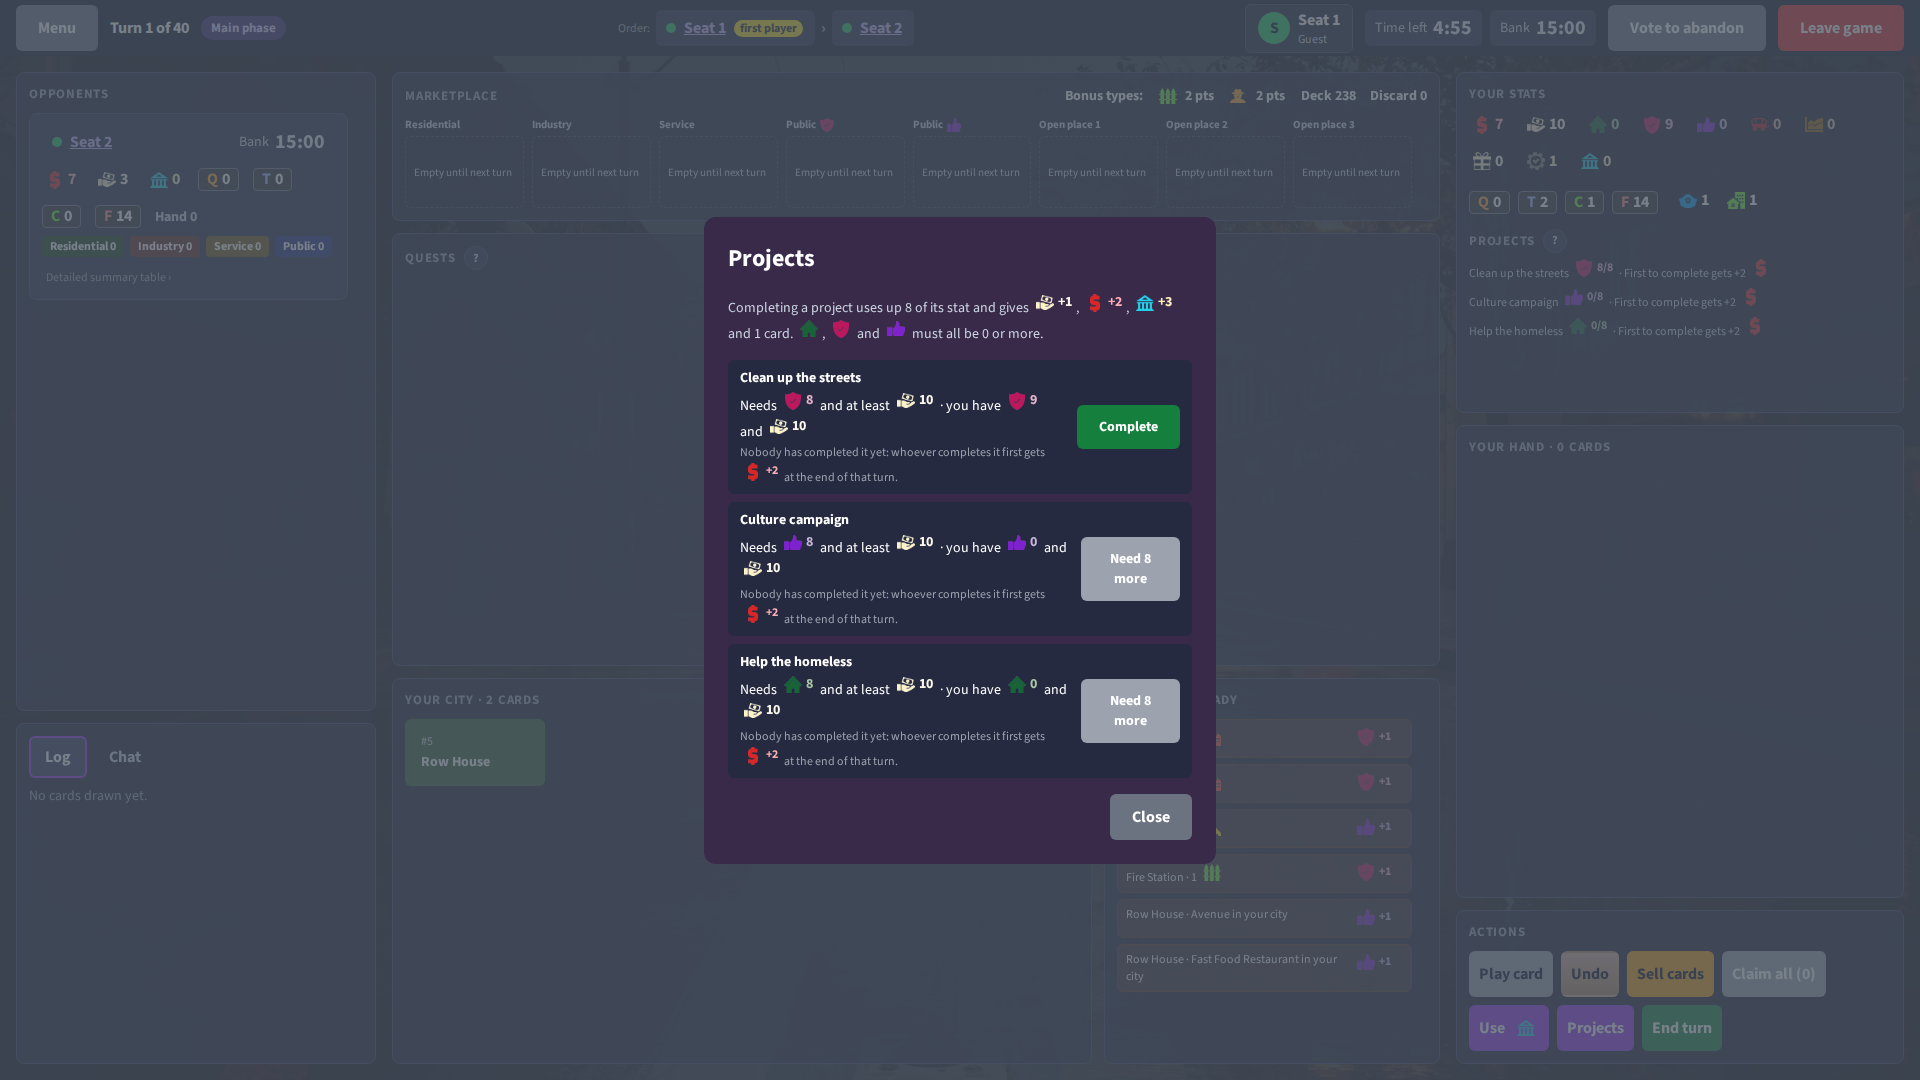 Menu
Turn 1 of 40
Main phase
Order:
Seat 1
first player
›
Seat 2
S
Seat 1
Guest
Time left 4:55
Bank 15:00
Vote to abandon
Leave game
OPPONENTS
Seat 2
Bank 15:00
7
3
0
Q 0
T 0
C 0
F 14
Hand 0
Residential 0
Industry 0
Service 0
Public 0
Detailed summary table ›
Log
Chat
No cards drawn yet.
MARKETPLACE
Bonus types:
2 pts
2 pts
Deck 238
Discard 0
Residential
Industry
Service
Public
Public
Open place 1
Open place 2
Open place 3
Empty until next turn
Empty until next turn
Empty until next turn
Empty until next turn
Empty until next turn
Empty until next turn
Empty until next turn
Empty until next turn
QUESTS
?
YOUR CITY · 2 CARDS
#5
Row House
Projects
Completing a project uses up 8 of its stat and gives +1 , +2 , +3
and 1 card. , and must all be 0 or more.
Clean up the streets
Needs 8 and at least 10 · you have 9
and 10
Nobody has completed it yet: whoever completes it first gets
+2 at the end of that turn.
Complete
Culture campaign
Needs 8 and at least 10 · you have 0 and
10
Nobody has completed it yet: whoever completes it first gets
+2 at the end of that turn.
Need 8
more
Help the homeless
Needs 8 and at least 10 · you have 0 and
10
Nobody has completed it yet: whoever completes it first gets
+2 at the end of that turn.
Need 8
more
Close
+1
+1
+1
Fire Station · 1
+1
Row House · Avenue in your city
+1
Row House · Fast Food Restaurant in your
city
+1
YOUR STATS
7
10
0
9
0
0
0
0
1
0
Q 0
T 2
C 1
F 14
1
1
PROJECTS
?
Clean up the streets 8/8 · First to complete gets +2
Culture campaign 0/8 · First to complete gets +2
Help the homeless 0/8 · First to complete gets +2
YOUR HAND · 0 CARDS
ACTIONS
Play card
Undo
Sell cards
Claim all (0)
Use
Projects
End turn